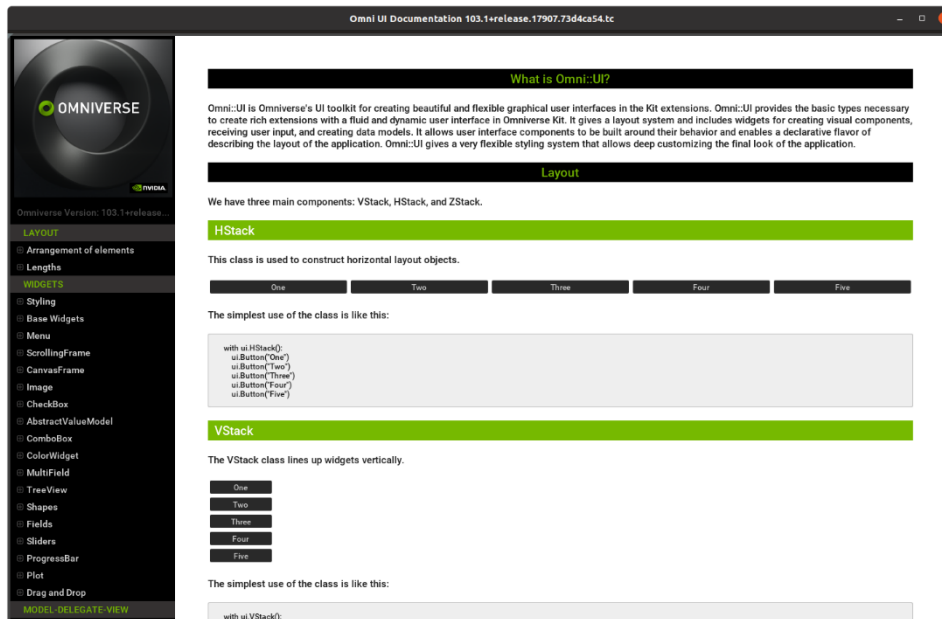 Omni UI Documentation 103.1+release.17907.73d4ca54.tc
OMNIVERSE
NVIDIA.
Omniverse Version: 103.1+release...
LAYOUT
Arrangement of elements
Lengths
WIDGETS
Styling
Base Widgets
Menu
ScrollingFrame
CanvasFrame
Image
CheckBox
AbstractValueModel
ComboBox
ColorWidget
MultiField
TreeView
Shapes
Fields
Sliders
ProgressBar
Plot
Drag and Drop
MODEL-DELEGATE-VIEW
What is Omni::UI?
Omni::UI is Omniverse's UI toolkit for creating beautiful and flexible graphical user interfaces in the Kit extensions. Omni::UI provides the basic types necessary
to create rich extensions with a fluid and dynamic user interface in Omniverse Kit. It gives a layout system and includes widgets for creating visual components,
receiving user input, and creating data models. It allows user interface components to be built around their behavior and enables a declarative flavor of
describing the layout of the application. Omni::UI gives a very flexible styling system that allows deep customizing the final look of the application.
Layout
We have three main components: VStack, HStack, and ZStack.
HStack
This class is used to construct horizontal layout objects.
One Two Three Four Five
The simplest use of the class is like this:
with ui.HStack():
ui.Button("One")
ui.Button("Two")
ui.Button("Three")
ui.Button("Four")
ui.Button("Five")
VStack
The VStack class lines up widgets vertically.
One
Two
Three
Four
Five
The simplest use of the class is like this:
with ui.VStack():